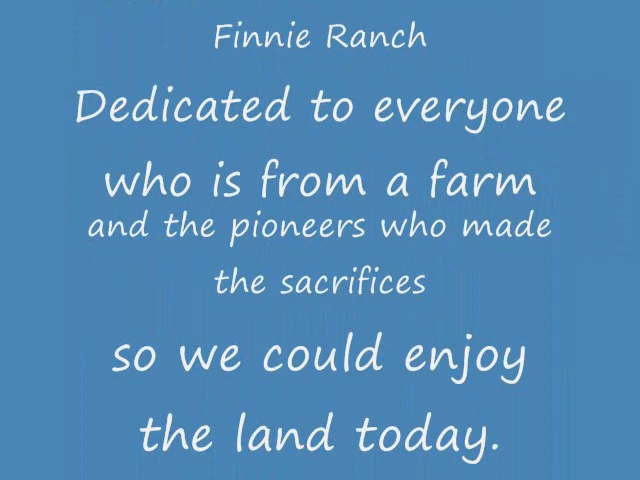 Finnie Ranch
Dedicated to everyone
who is from a farm
and the pioneers who made
the sacrifices
so we could enjoy
the land today.